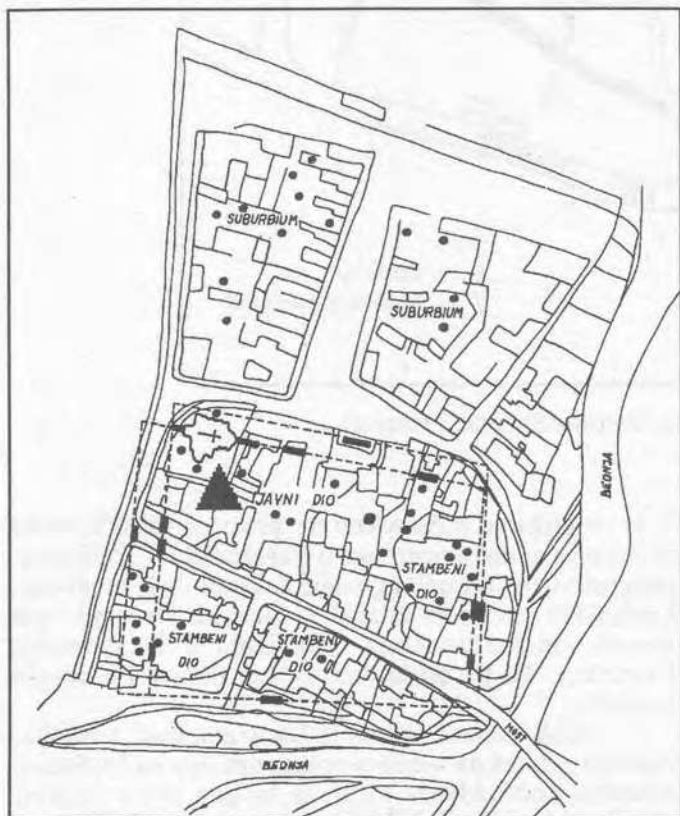 SUBURBIUM
SUBURBIUM
BEDNJA
JAVNI DIO
STAMBENI
DIO
STAMBENI
DIO
STAMBENI
DIO
MOST
BEDNJA